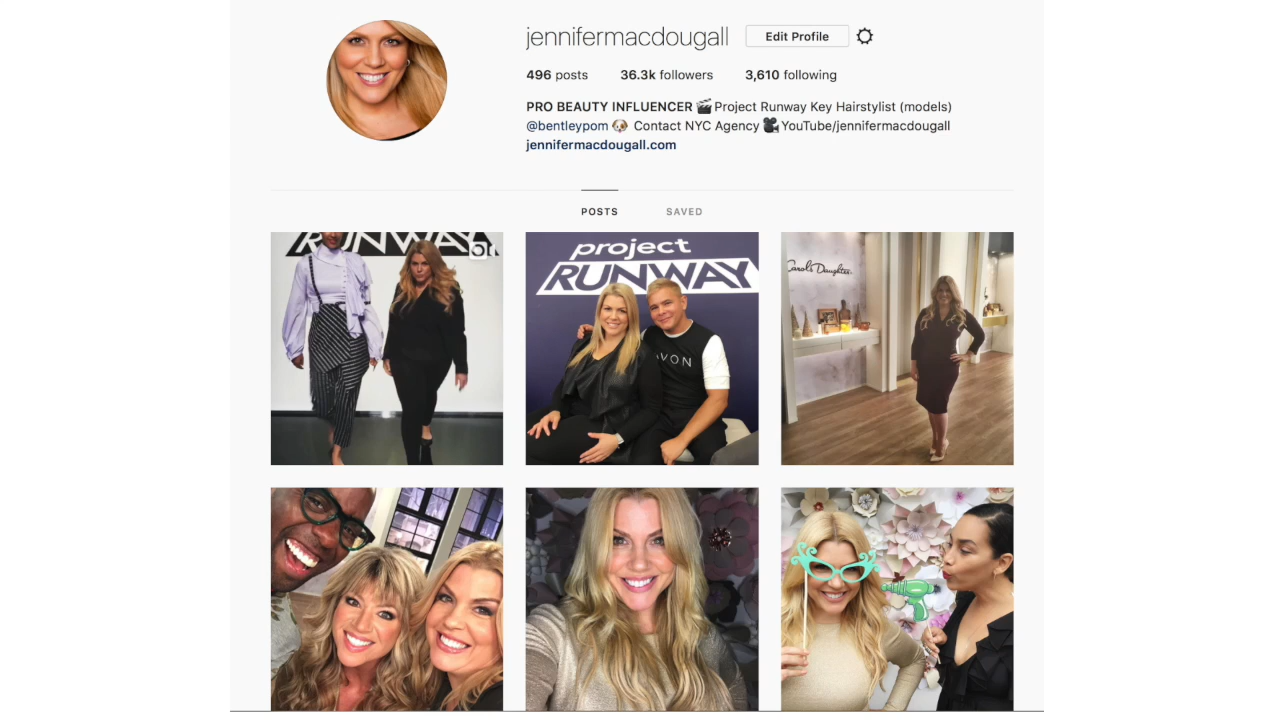 jennifermacdougall Edit Profile
496 posts 36.3k followers 3,610 following
PRO BEAUTY INFLUENCER 🎬 Project Runway Key Hairstylist (models)
@bentleypom 🐶 Contact NYC Agency 🎥 YouTube/jennifermacdougall
jennifermacdougall.com
POSTS SAVED
RUNWAY
project
RUNWAY
VON
Carol's Daughter